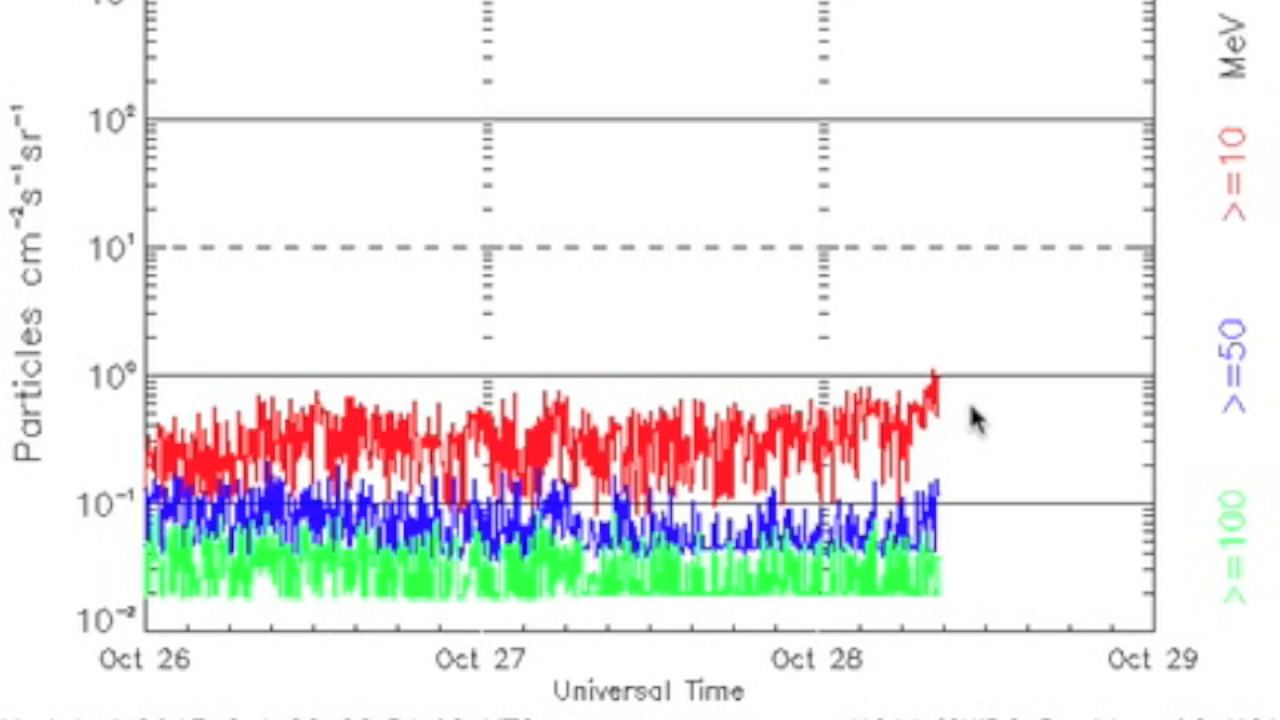 Particles cm⁻²s⁻¹sr⁻¹
10²
10¹
10⁰
10⁻¹
10⁻²
Oct 26 Oct 27 Oct 28 Oct 29
Universal Time
MeV
>=10
>=50
>=100